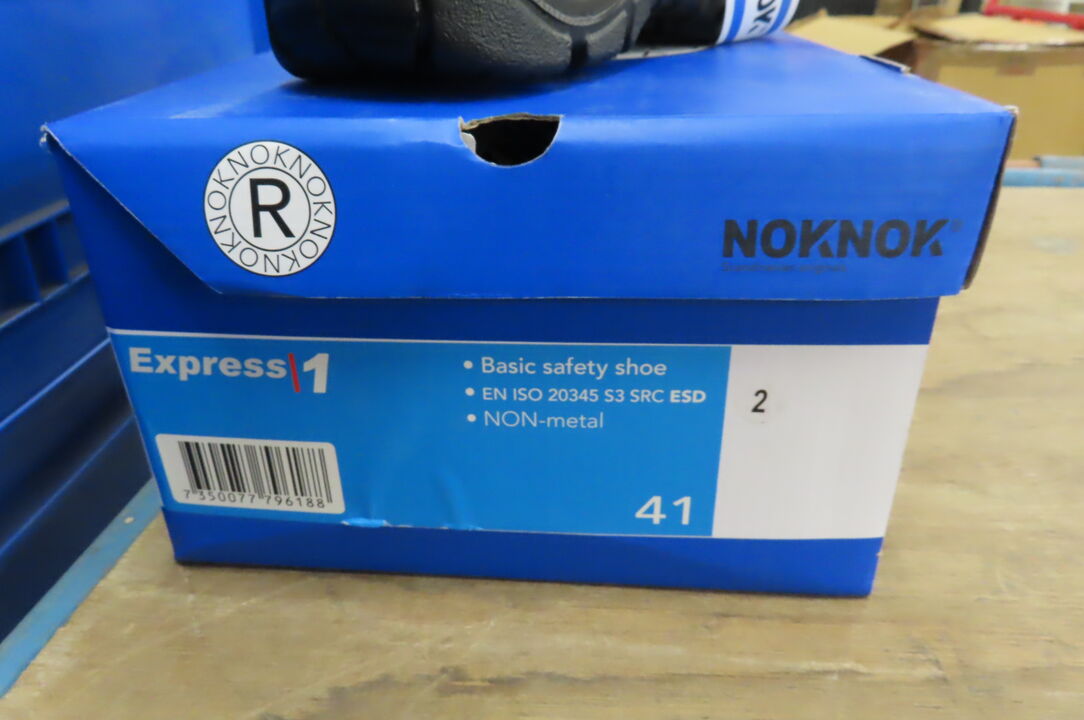 NOKNOKNOKNOKNOKNOK
R
NOKNOK®
Express|1
• Basic safety shoe
• EN ISO 20345 S3 SRC ESD
• NON-metal
2
7 350077 796188
41